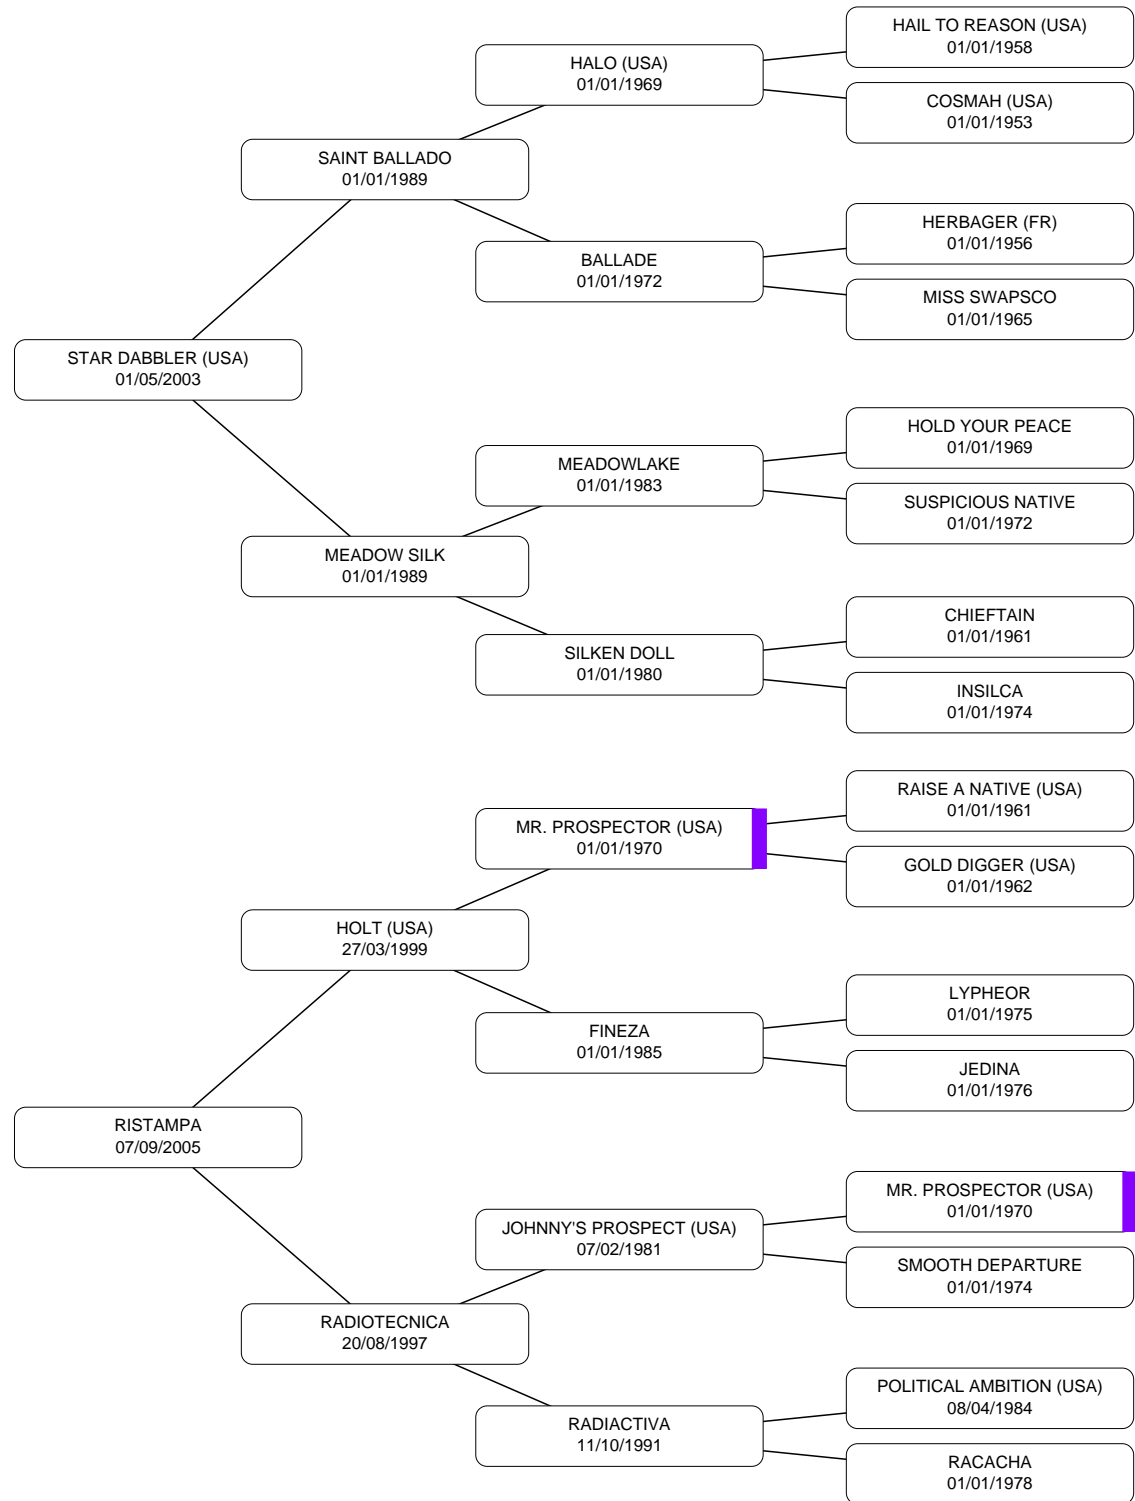 HAIL TO REASON (USA)
01/01/1958
HALO (USA)
01/01/1969
COSMAH (USA)
01/01/1953
SAINT BALLADO
01/01/1989
HERBAGER (FR)
01/01/1956
BALLADE
01/01/1972
MISS SWAPSCO
01/01/1965
STAR DABBLER (USA)
01/05/2003
HOLD YOUR PEACE
01/01/1969
MEADOWLAKE
01/01/1983
SUSPICIOUS NATIVE
01/01/1972
MEADOW SILK
01/01/1989
CHIEFTAIN
01/01/1961
SILKEN DOLL
01/01/1980
INSILCA
01/01/1974
RAISE A NATIVE (USA)
01/01/1961
MR. PROSPECTOR (USA)
01/01/1970
GOLD DIGGER (USA)
01/01/1962
HOLT (USA)
27/03/1999
LYPHEOR
01/01/1975
FINEZA
01/01/1985
JEDINA
01/01/1976
RISTAMPA
07/09/2005
MR. PROSPECTOR (USA)
01/01/1970
JOHNNY'S PROSPECT (USA)
07/02/1981
SMOOTH DEPARTURE
01/01/1974
RADIOTECNICA
20/08/1997
POLITICAL AMBITION (USA)
08/04/1984
RADIACTIVA
11/10/1991
RACACHA
01/01/1978